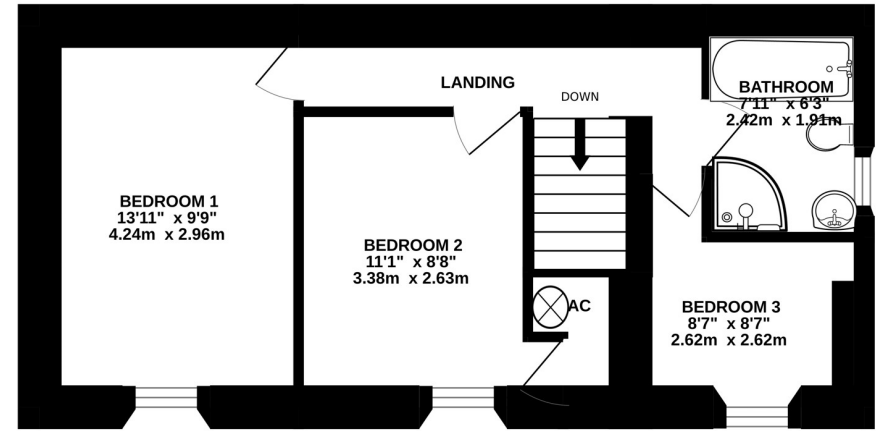 LANDING
DOWN
BATHROOM
7'11" x 6'3"
2.42m x 1.91m
BEDROOM 1
13'11" x 9'9"
4.24m x 2.96m
BEDROOM 2
11'1" x 8'8"
3.38m x 2.63m
AC
BEDROOM 3
8'7" x 8'7"
2.62m x 2.62m